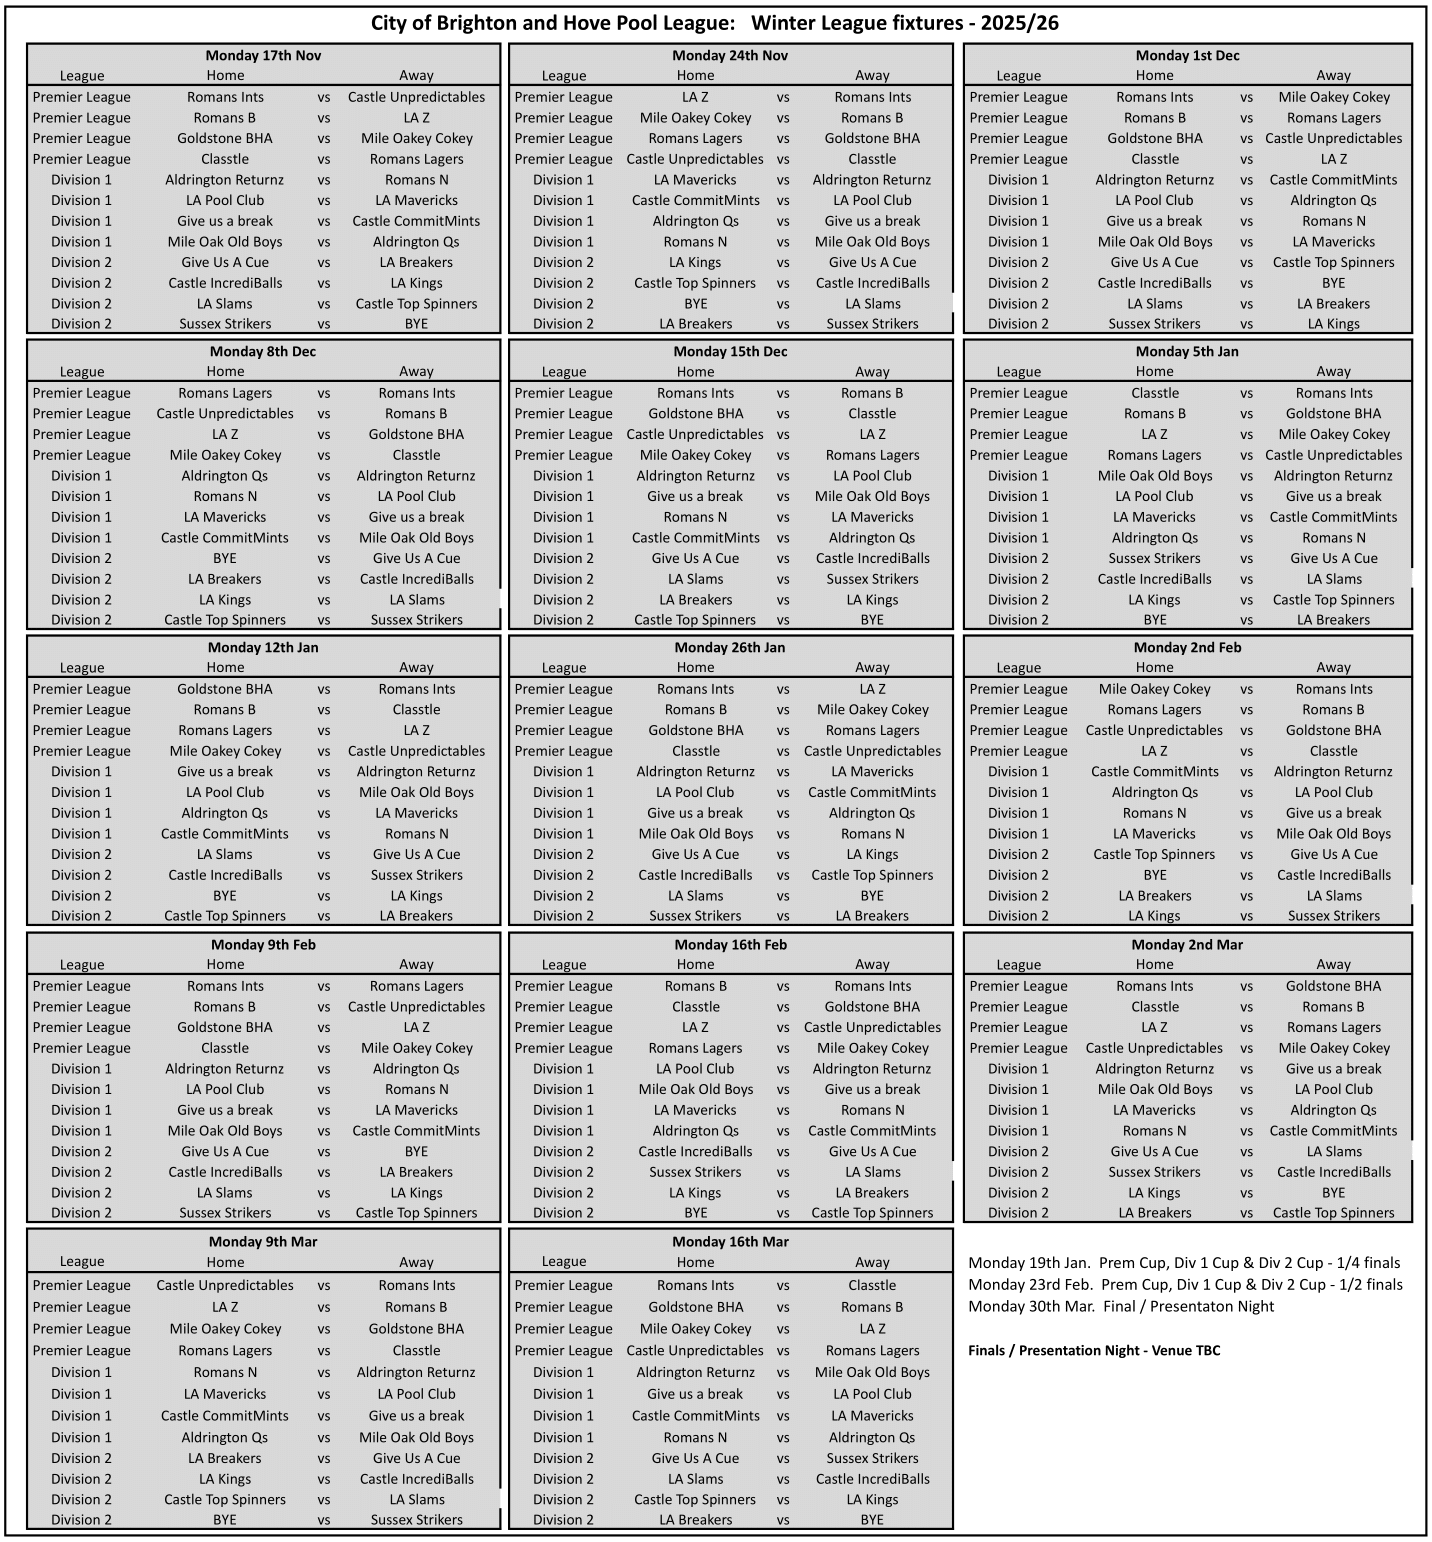 City of Brighton and Hove Pool League:   Winter League fixtures - 2025/26
Monday 17th Nov
League Home Away
Premier League Romans Ints vs Castle Unpredictables
Premier League Romans B vs LA Z
Premier League Goldstone BHA vs Mile Oakey Cokey
Premier League Classtle vs Romans Lagers
Division 1 Aldrington Returnz vs Romans N
Division 1 LA Pool Club vs LA Mavericks
Division 1 Give us a break vs Castle CommitMints
Division 1 Mile Oak Old Boys vs Aldrington Qs
Division 2 Give Us A Cue vs LA Breakers
Division 2 Castle IncrediBalls vs LA Kings
Division 2 LA Slams vs Castle Top Spinners
Division 2 Sussex Strikers vs BYE
Monday 24th Nov
League Home Away
Premier League LA Z vs Romans Ints
Premier League Mile Oakey Cokey vs Romans B
Premier League Romans Lagers vs Goldstone BHA
Premier League Castle Unpredictables vs Classtle
Division 1 LA Mavericks vs Aldrington Returnz
Division 1 Castle CommitMints vs LA Pool Club
Division 1 Aldrington Qs vs Give us a break
Division 1 Romans N vs Mile Oak Old Boys
Division 2 LA Kings vs Give Us A Cue
Division 2 Castle Top Spinners vs Castle IncrediBalls
Division 2 BYE vs LA Slams
Division 2 LA Breakers vs Sussex Strikers
Monday 1st Dec
League Home Away
Premier League Romans Ints vs Mile Oakey Cokey
Premier League Romans B vs Romans Lagers
Premier League Goldstone BHA vs Castle Unpredictables
Premier League Classtle vs LA Z
Division 1 Aldrington Returnz vs Castle CommitMints
Division 1 LA Pool Club vs Aldrington Qs
Division 1 Give us a break vs Romans N
Division 1 Mile Oak Old Boys vs LA Mavericks
Division 2 Give Us A Cue vs Castle Top Spinners
Division 2 Castle IncrediBalls vs BYE
Division 2 LA Slams vs LA Breakers
Division 2 Sussex Strikers vs LA Kings
Monday 8th Dec
League Home Away
Premier League Romans Lagers vs Romans Ints
Premier League Castle Unpredictables vs Romans B
Premier League LA Z vs Goldstone BHA
Premier League Mile Oakey Cokey vs Classtle
Division 1 Aldrington Qs vs Aldrington Returnz
Division 1 Romans N vs LA Pool Club
Division 1 LA Mavericks vs Give us a break
Division 1 Castle CommitMints vs Mile Oak Old Boys
Division 2 BYE vs Give Us A Cue
Division 2 LA Breakers vs Castle IncrediBalls
Division 2 LA Kings vs LA Slams
Division 2 Castle Top Spinners vs Sussex Strikers
Monday 15th Dec
League Home Away
Premier League Romans Ints vs Romans B
Premier League Goldstone BHA vs Classtle
Premier League Castle Unpredictables vs LA Z
Premier League Mile Oakey Cokey vs Romans Lagers
Division 1 Aldrington Returnz vs LA Pool Club
Division 1 Give us a break vs Mile Oak Old Boys
Division 1 Romans N vs LA Mavericks
Division 1 Castle CommitMints vs Aldrington Qs
Division 2 Give Us A Cue vs Castle IncrediBalls
Division 2 LA Slams vs Sussex Strikers
Division 2 LA Breakers vs LA Kings
Division 2 Castle Top Spinners vs BYE
Monday 5th Jan
League Home Away
Premier League Classtle vs Romans Ints
Premier League Romans B vs Goldstone BHA
Premier League LA Z vs Mile Oakey Cokey
Premier League Romans Lagers vs Castle Unpredictables
Division 1 Mile Oak Old Boys vs Aldrington Returnz
Division 1 LA Pool Club vs Give us a break
Division 1 LA Mavericks vs Castle CommitMints
Division 1 Aldrington Qs vs Romans N
Division 2 Sussex Strikers vs Give Us A Cue
Division 2 Castle IncrediBalls vs LA Slams
Division 2 LA Kings vs Castle Top Spinners
Division 2 BYE vs LA Breakers
Monday 12th Jan
League Home Away
Premier League Goldstone BHA vs Romans Ints
Premier League Romans B vs Classtle
Premier League Romans Lagers vs LA Z
Premier League Mile Oakey Cokey vs Castle Unpredictables
Division 1 Give us a break vs Aldrington Returnz
Division 1 LA Pool Club vs Mile Oak Old Boys
Division 1 Aldrington Qs vs LA Mavericks
Division 1 Castle CommitMints vs Romans N
Division 2 LA Slams vs Give Us A Cue
Division 2 Castle IncrediBalls vs Sussex Strikers
Division 2 BYE vs LA Kings
Division 2 Castle Top Spinners vs LA Breakers
Monday 26th Jan
League Home Away
Premier League Romans Ints vs LA Z
Premier League Romans B vs Mile Oakey Cokey
Premier League Goldstone BHA vs Romans Lagers
Premier League Classtle vs Castle Unpredictables
Division 1 Aldrington Returnz vs LA Mavericks
Division 1 LA Pool Club vs Castle CommitMints
Division 1 Give us a break vs Aldrington Qs
Division 1 Mile Oak Old Boys vs Romans N
Division 2 Give Us A Cue vs LA Kings
Division 2 Castle IncrediBalls vs Castle Top Spinners
Division 2 LA Slams vs BYE
Division 2 Sussex Strikers vs LA Breakers
Monday 2nd Feb
League Home Away
Premier League Mile Oakey Cokey vs Romans Ints
Premier League Romans Lagers vs Romans B
Premier League Castle Unpredictables vs Goldstone BHA
Premier League LA Z vs Classtle
Division 1 Castle CommitMints vs Aldrington Returnz
Division 1 Aldrington Qs vs LA Pool Club
Division 1 Romans N vs Give us a break
Division 1 LA Mavericks vs Mile Oak Old Boys
Division 2 Castle Top Spinners vs Give Us A Cue
Division 2 BYE vs Castle IncrediBalls
Division 2 LA Breakers vs LA Slams
Division 2 LA Kings vs Sussex Strikers
Monday 9th Feb
League Home Away
Premier League Romans Ints vs Romans Lagers
Premier League Romans B vs Castle Unpredictables
Premier League Goldstone BHA vs LA Z
Premier League Classtle vs Mile Oakey Cokey
Division 1 Aldrington Returnz vs Aldrington Qs
Division 1 LA Pool Club vs Romans N
Division 1 Give us a break vs LA Mavericks
Division 1 Mile Oak Old Boys vs Castle CommitMints
Division 2 Give Us A Cue vs BYE
Division 2 Castle IncrediBalls vs LA Breakers
Division 2 LA Slams vs LA Kings
Division 2 Sussex Strikers vs Castle Top Spinners
Monday 16th Feb
League Home Away
Premier League Romans B vs Romans Ints
Premier League Classtle vs Goldstone BHA
Premier League LA Z vs Castle Unpredictables
Premier League Romans Lagers vs Mile Oakey Cokey
Division 1 LA Pool Club vs Aldrington Returnz
Division 1 Mile Oak Old Boys vs Give us a break
Division 1 LA Mavericks vs Romans N
Division 1 Aldrington Qs vs Castle CommitMints
Division 2 Castle IncrediBalls vs Give Us A Cue
Division 2 Sussex Strikers vs LA Slams
Division 2 LA Kings vs LA Breakers
Division 2 BYE vs Castle Top Spinners
Monday 2nd Mar
League Home Away
Premier League Romans Ints vs Goldstone BHA
Premier League Classtle vs Romans B
Premier League LA Z vs Romans Lagers
Premier League Castle Unpredictables vs Mile Oakey Cokey
Division 1 Aldrington Returnz vs Give us a break
Division 1 Mile Oak Old Boys vs LA Pool Club
Division 1 LA Mavericks vs Aldrington Qs
Division 1 Romans N vs Castle CommitMints
Division 2 Give Us A Cue vs LA Slams
Division 2 Sussex Strikers vs Castle IncrediBalls
Division 2 LA Kings vs BYE
Division 2 LA Breakers vs Castle Top Spinners
Monday 9th Mar
League Home Away
Premier League Castle Unpredictables vs Romans Ints
Premier League LA Z vs Romans B
Premier League Mile Oakey Cokey vs Goldstone BHA
Premier League Romans Lagers vs Classtle
Division 1 Romans N vs Aldrington Returnz
Division 1 LA Mavericks vs LA Pool Club
Division 1 Castle CommitMints vs Give us a break
Division 1 Aldrington Qs vs Mile Oak Old Boys
Division 2 LA Breakers vs Give Us A Cue
Division 2 LA Kings vs Castle IncrediBalls
Division 2 Castle Top Spinners vs LA Slams
Division 2 BYE vs Sussex Strikers
Monday 16th Mar
League Home Away
Premier League Romans Ints vs Classtle
Premier League Goldstone BHA vs Romans B
Premier League Mile Oakey Cokey vs LA Z
Premier League Castle Unpredictables vs Romans Lagers
Division 1 Aldrington Returnz vs Mile Oak Old Boys
Division 1 Give us a break vs LA Pool Club
Division 1 Castle CommitMints vs LA Mavericks
Division 1 Romans N vs Aldrington Qs
Division 2 Give Us A Cue vs Sussex Strikers
Division 2 LA Slams vs Castle IncrediBalls
Division 2 Castle Top Spinners vs LA Kings
Division 2 LA Breakers vs BYE
Monday 19th Jan.  Prem Cup, Div 1 Cup & Div 2 Cup - 1/4 finals
Monday 23rd Feb.  Prem Cup, Div 1 Cup & Div 2 Cup - 1/2 finals
Monday 30th Mar.  Final / Presentaton Night
Finals / Presentation Night - Venue TBC